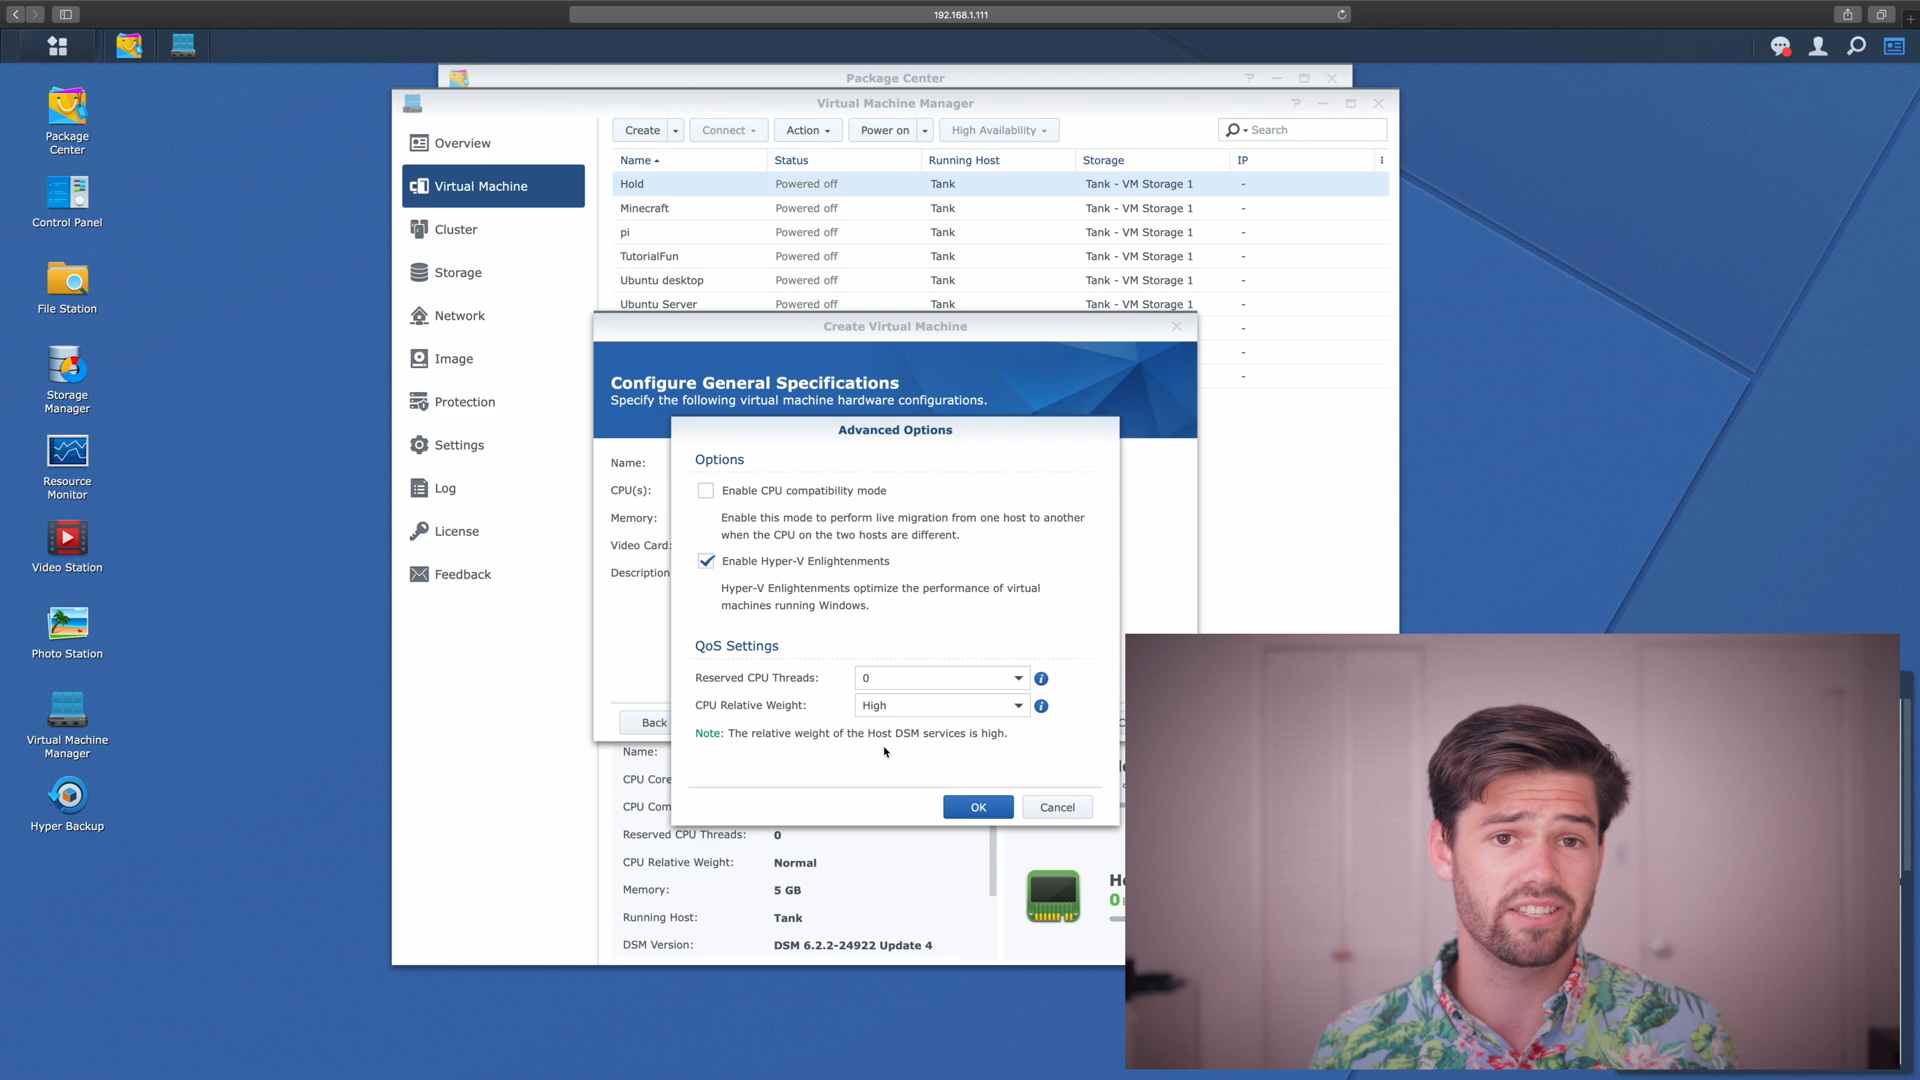 192.168.1.111
Package Center
Virtual Machine Manager
Package
Center
Control Panel
File Station
Storage
Manager
Resource
Monitor
Video Station
Photo Station
Virtual Machine
Manager
Hyper Backup
Overview
Virtual Machine
Cluster
Storage
Network
Image
Protection
Settings
Log
License
Feedback
Create Connect Action Power on High Availability Search
Name Status Running Host Storage IP
Hold Powered off Tank Tank - VM Storage 1 -
Minecraft Powered off Tank Tank - VM Storage 1 -
pi Powered off Tank Tank - VM Storage 1 -
TutorialFun Powered off Tank Tank - VM Storage 1 -
Ubuntu desktop Powered off Tank Tank - VM Storage 1 -
Ubuntu Server Powered off Tank Tank - VM Storage 1 -
-
-
-
Create Virtual Machine
Configure General Specifications
Specify the following virtual machine hardware configurations.
Name:
CPU(s):
Memory:
Video Card:
Description
Back
Advanced Options
Options
Enable CPU compatibility mode
Enable this mode to perform live migration from one host to another
when the CPU on the two hosts are different.
Enable Hyper-V Enlightenments
Hyper-V Enlightenments optimize the performance of virtual
machines running Windows.
QoS Settings
Reserved CPU Threads: 0
CPU Relative Weight: High
Note: The relative weight of the Host DSM services is high.
OK Cancel
Name:
CPU Core
CPU Com
Reserved CPU Threads: 0
CPU Relative Weight: Normal
Memory: 5 GB
Running Host: Tank
DSM Version: DSM 6.2.2-24922 Update 4